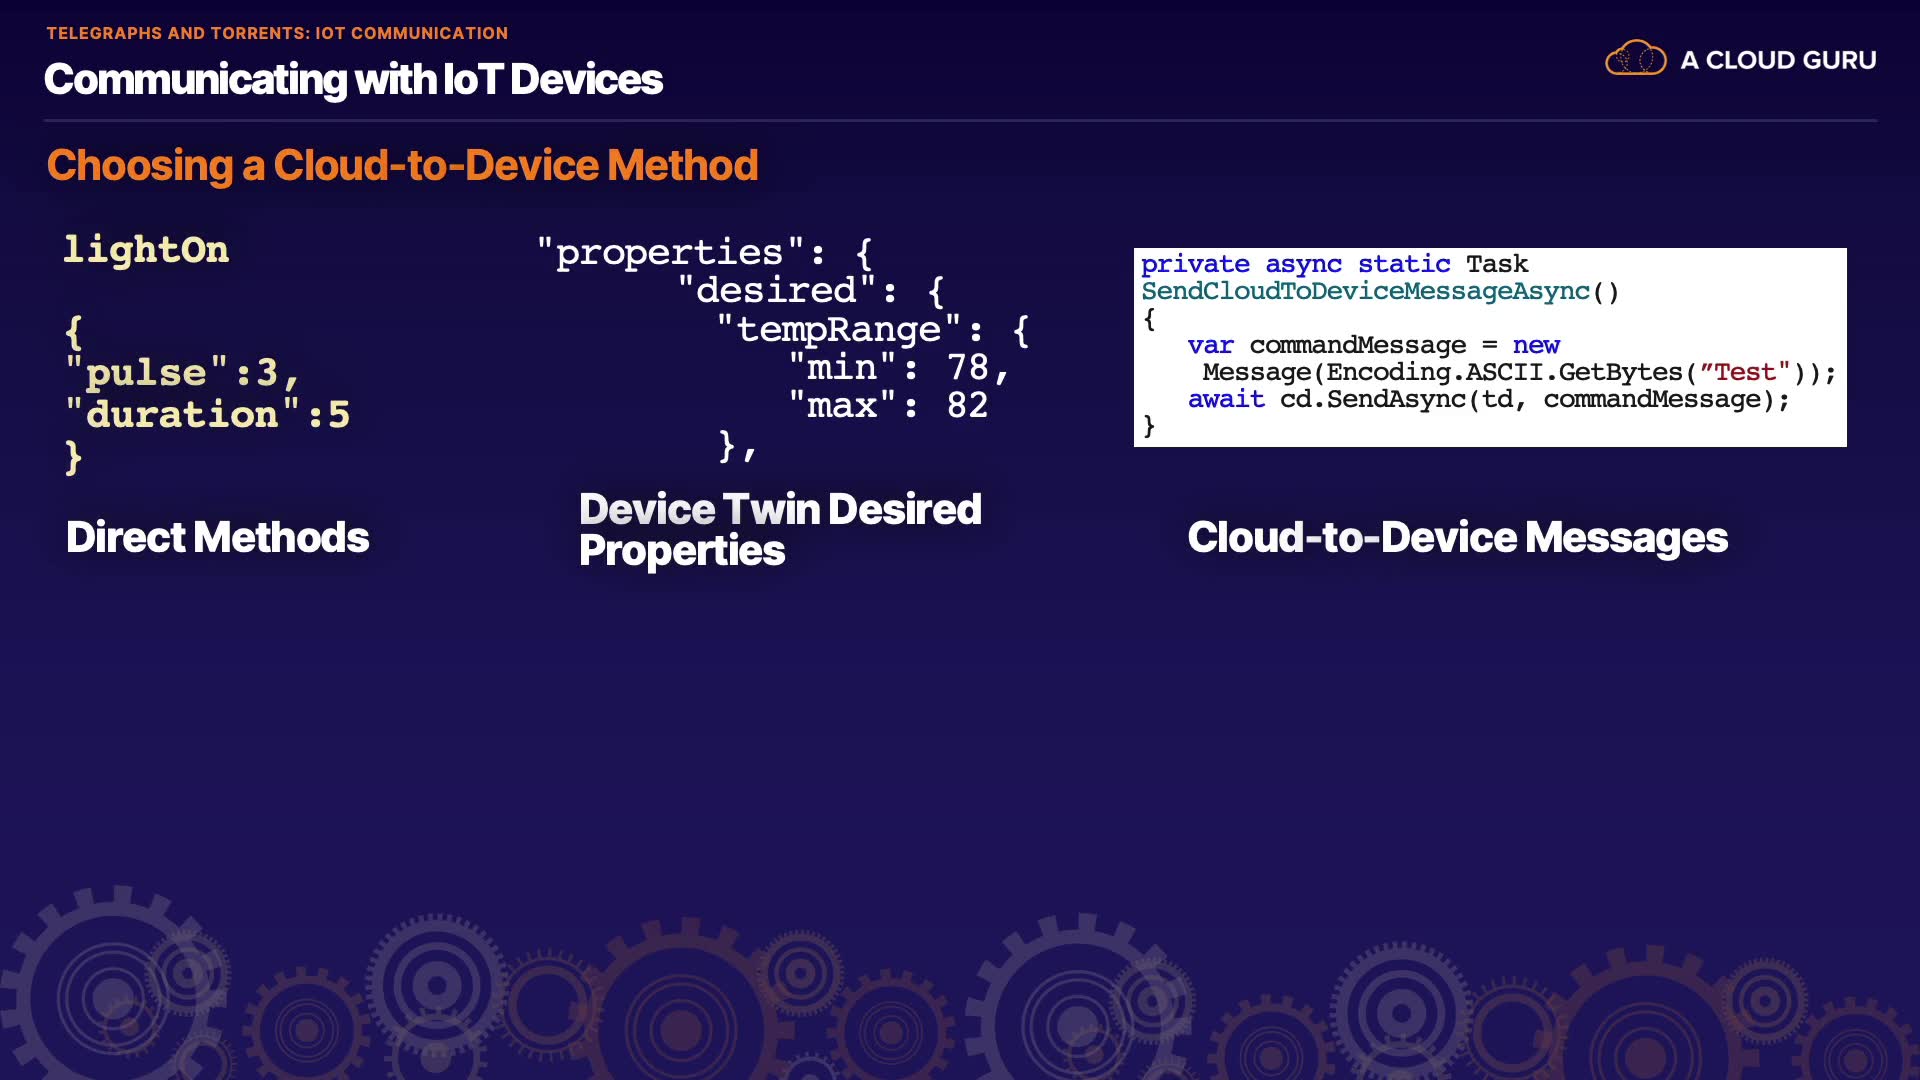 TELEGRAPHS AND TORRENTS: IOT COMMUNICATION
Communicating with IoT Devices
A CLOUD GURU
Choosing a Cloud-to-Device Method
lightOn
{
"pulse":3,
"duration":5
}
Direct Methods
"properties": {
"desired": {
"tempRange": {
"min": 78,
"max": 82
},
Device Twin Desired
Properties
private async static Task
SendCloudToDeviceMessageAsync()
{
var commandMessage = new
Message(Encoding.ASCII.GetBytes(”Test"));
await cd.SendAsync(td, commandMessage);
}
Cloud-to-Device Messages